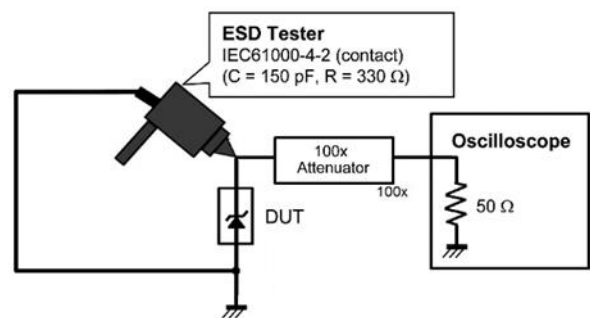 ESD Tester
IEC61000-4-2 (contact)
(C = 150 pF, R = 330 Ω)
100x
Attenuator
100x
Oscilloscope
50 Ω
DUT